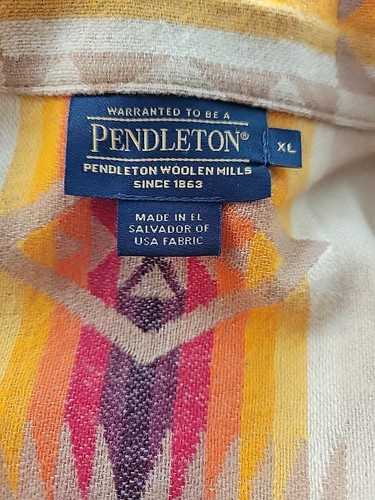 WARRANTED TO BE A
PENDLETON®
PENDLETON WOOLEN MILLS
SINCE 1863
XL
MADE IN EL
SALVADOR OF
USA FABRIC